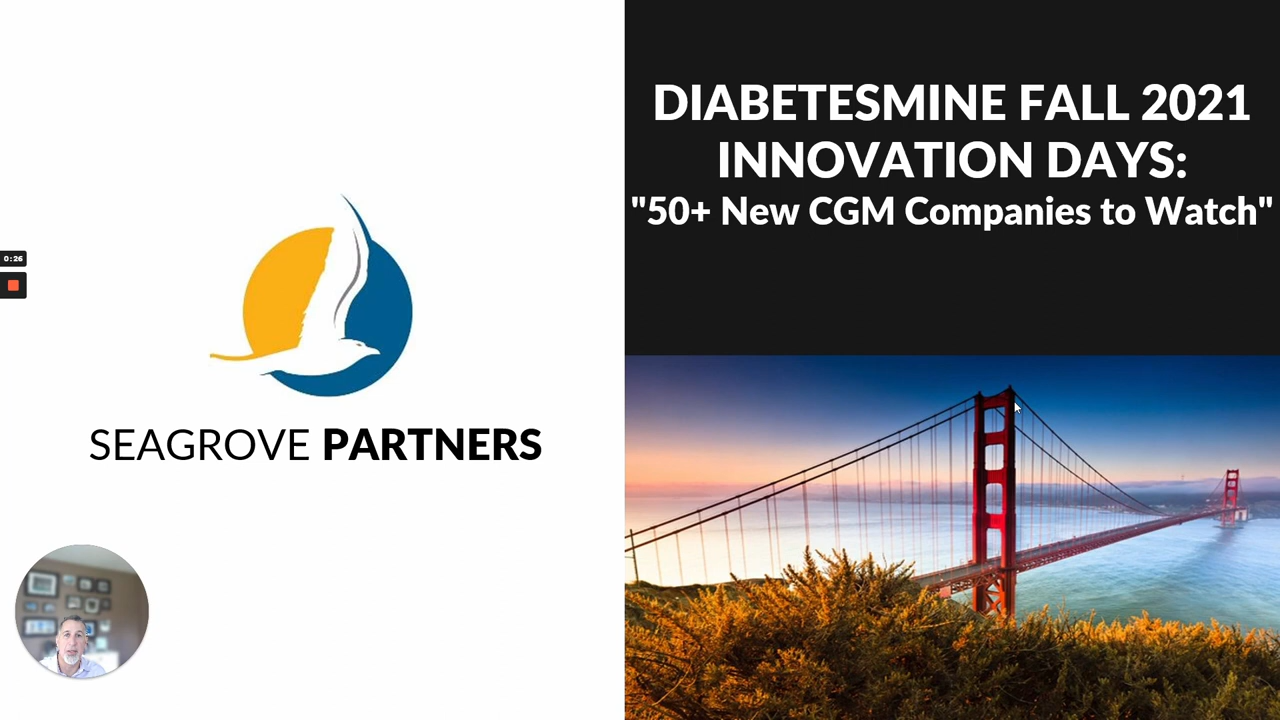 DIABETESMINE FALL 2021
INNOVATION DAYS:
"50+ New CGM Companies to Watch"
0:26
SEAGROVE PARTNERS